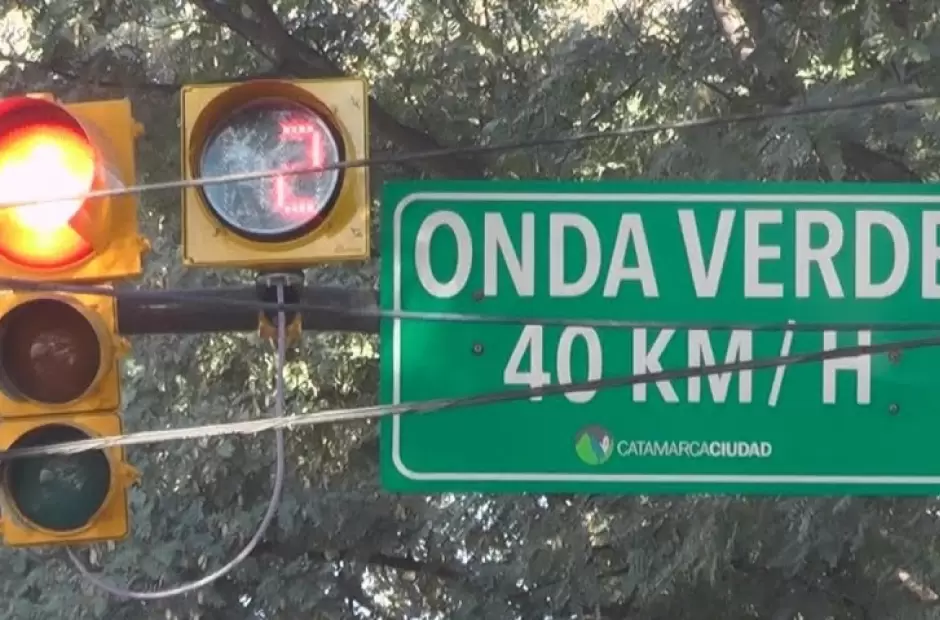 2
ONDA VERDE
40 KM/H
CATAMARCACIUDAD